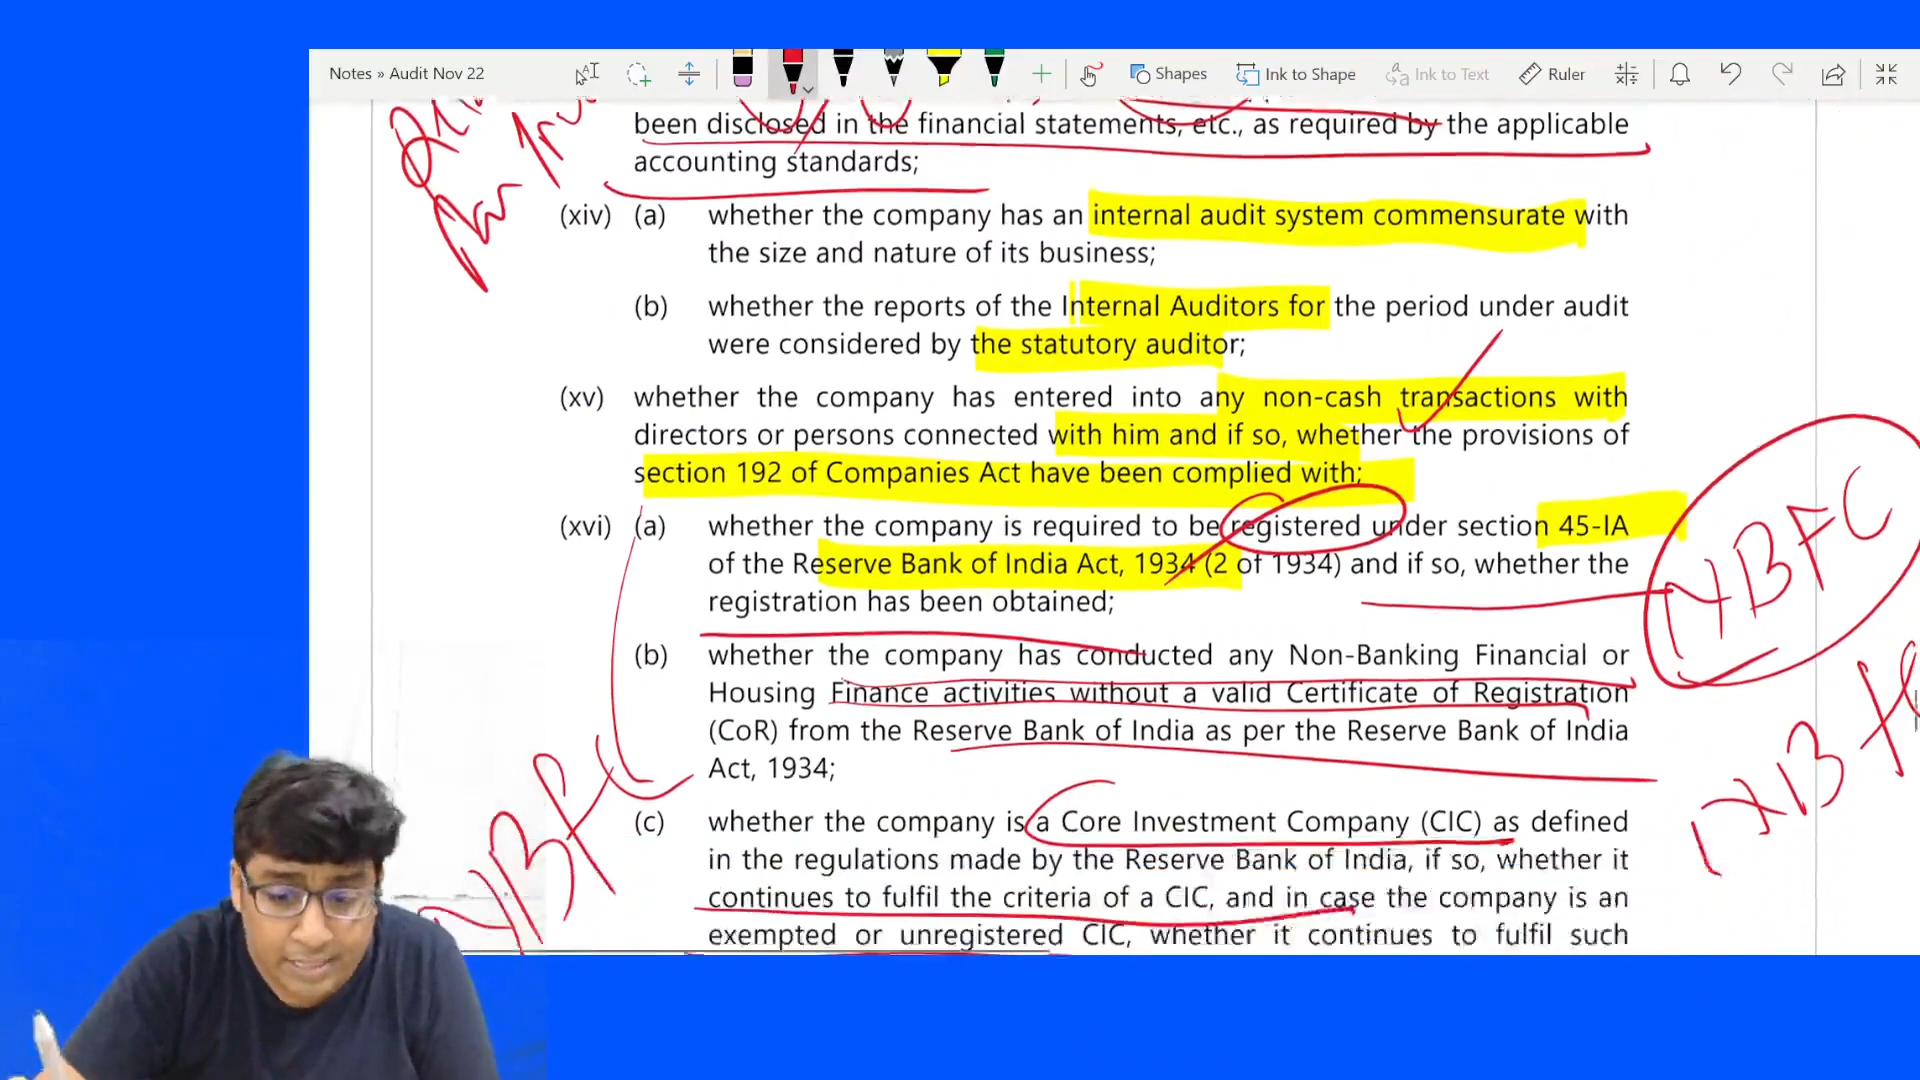 Notes » Audit Nov 22
Shapes
Ink to Shape
Ink to Text
Ruler
been disclosed in the financial statements, etc., as required by the applicable
accounting standards;
(xiv) (a) whether the company has an internal audit system commensurate with
the size and nature of its business;
(b) whether the reports of the Internal Auditors for the period under audit
were considered by the statutory auditor;
(xv) whether the company has entered into any non-cash transactions with
directors or persons connected with him and if so, whether the provisions of
section 192 of Companies Act have been complied with;
(xvi) (a) whether the company is required to be registered under section 45-IA
of the Reserve Bank of India Act, 1934 (2 of 1934) and if so, whether the
registration has been obtained;
NBFC
(b) whether the company has conducted any Non-Banking Financial or
Housing Finance activities without a valid Certificate of Registration
(CoR) from the Reserve Bank of India as per the Reserve Bank of India
Act, 1934;
NBFC
(c) whether the company is a Core Investment Company (CIC) as defined
in the regulations made by the Reserve Bank of India, if so, whether it
continues to fulfil the criteria of a CIC, and in case the company is an
exempted or unregistered CIC, whether it continues to fulfil such